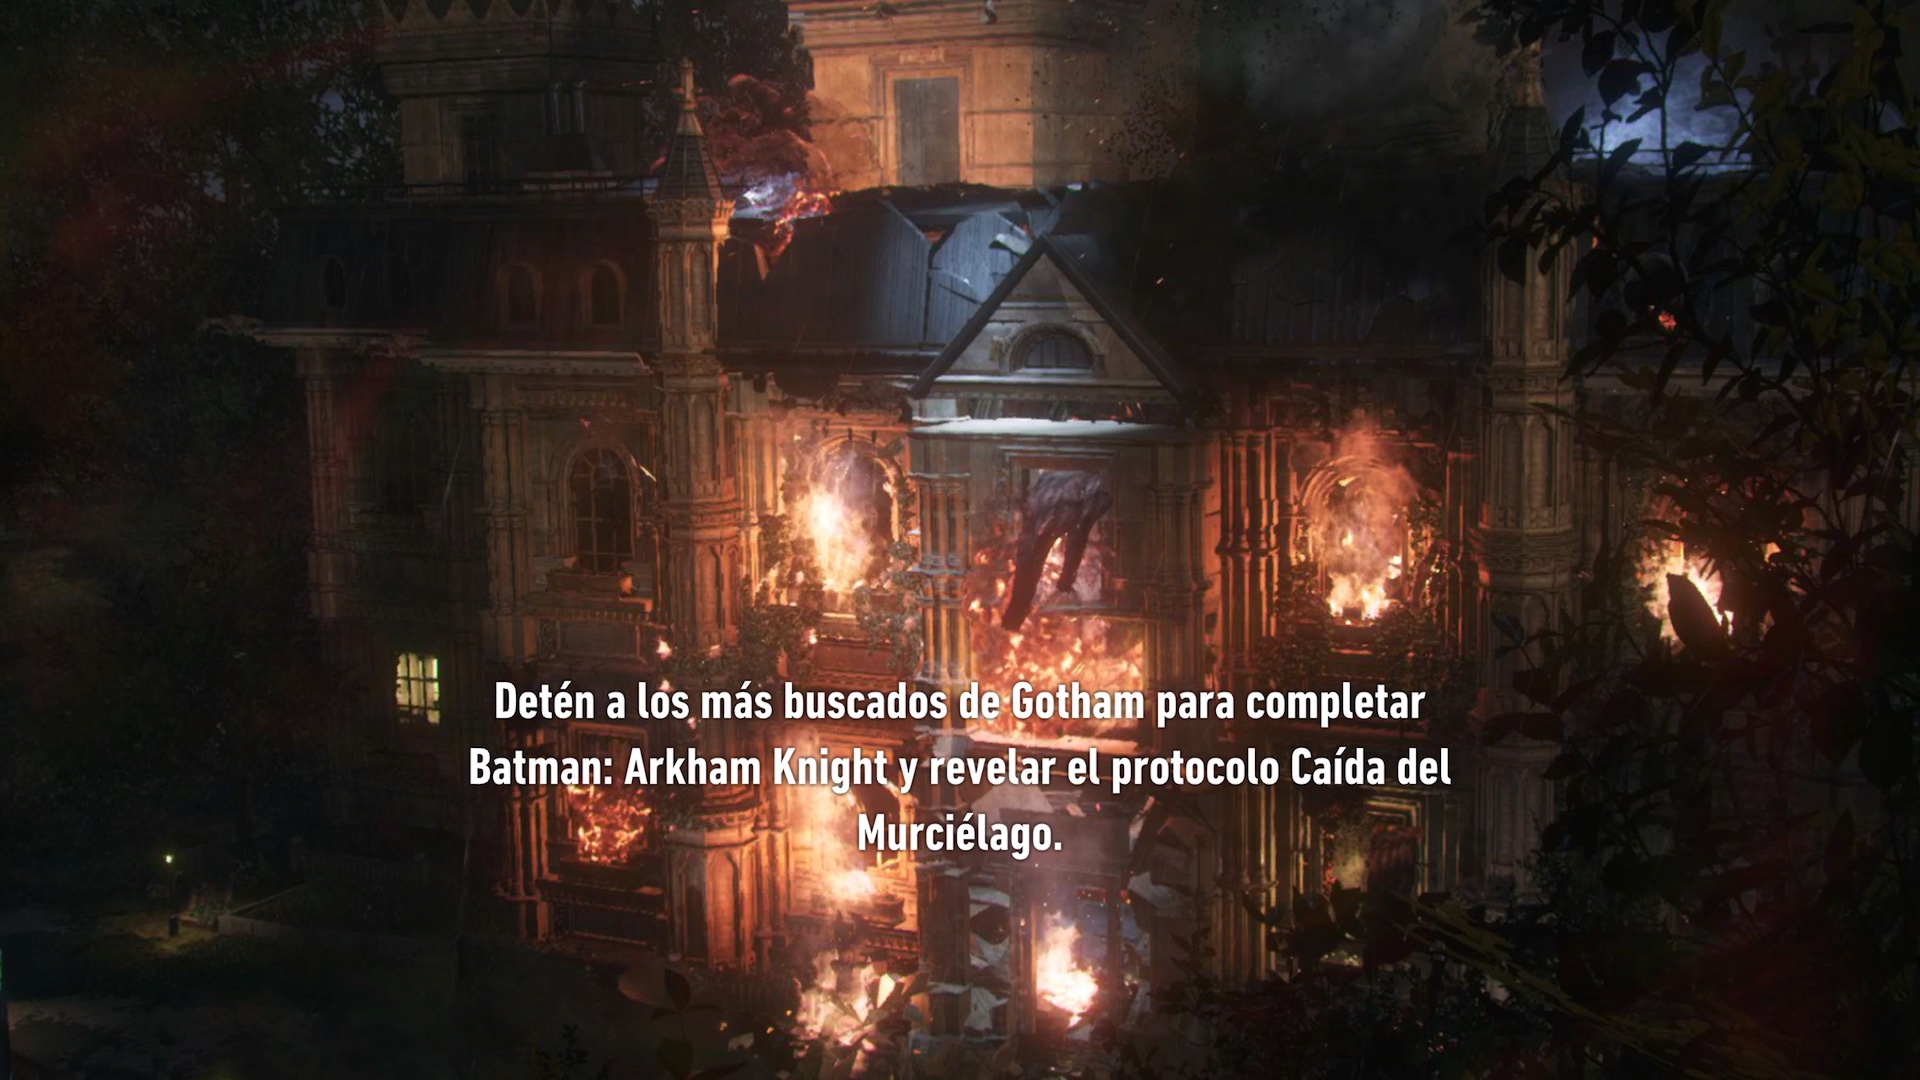 Detén a los más buscados de Gotham para completar
Batman: Arkham Knight y revelar el protocolo Caída del
Murciélago.